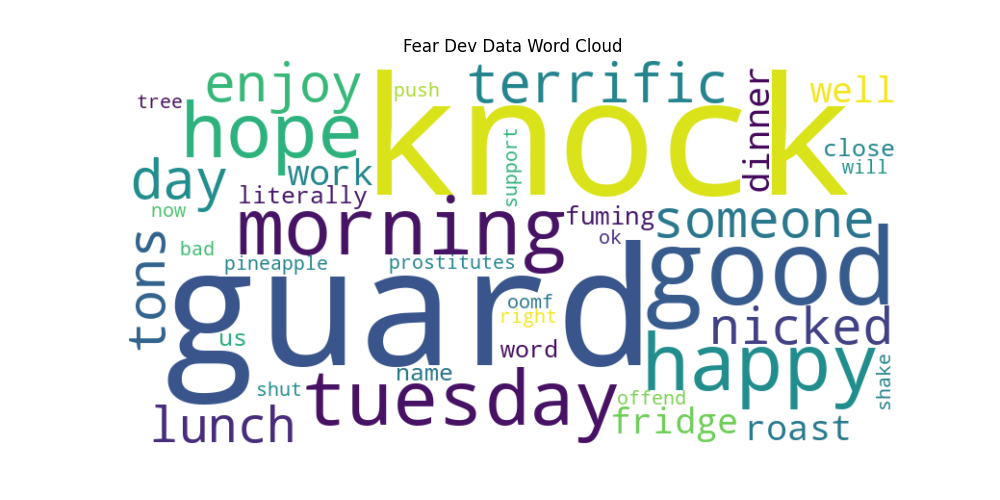 Fear Dev Data Word Cloud
enjoy
push
terrific
dinner
well
tree
hope
knock
close
will
day
work
support
literally
now
morning
fuming
someone
ok
bad
pineapple
prostitutes
good
tons
guard
oomf
right
nicked
us
word
happy
name
shut
tuesday
offend
shake
lunch
fridge
roast